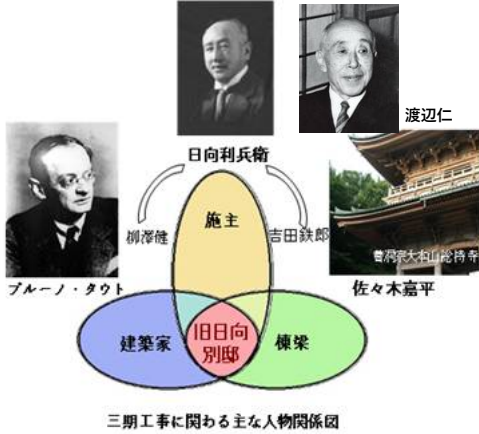 渡辺仁
日向利兵衛
柳澤健
吉田鉄郎
施主
曹洞宗大本山総持寺
ブルーノ・タウト
佐々木嘉平
建築家
旧日向
別邸
棟梁
三期工事に関わる主な人物関係図